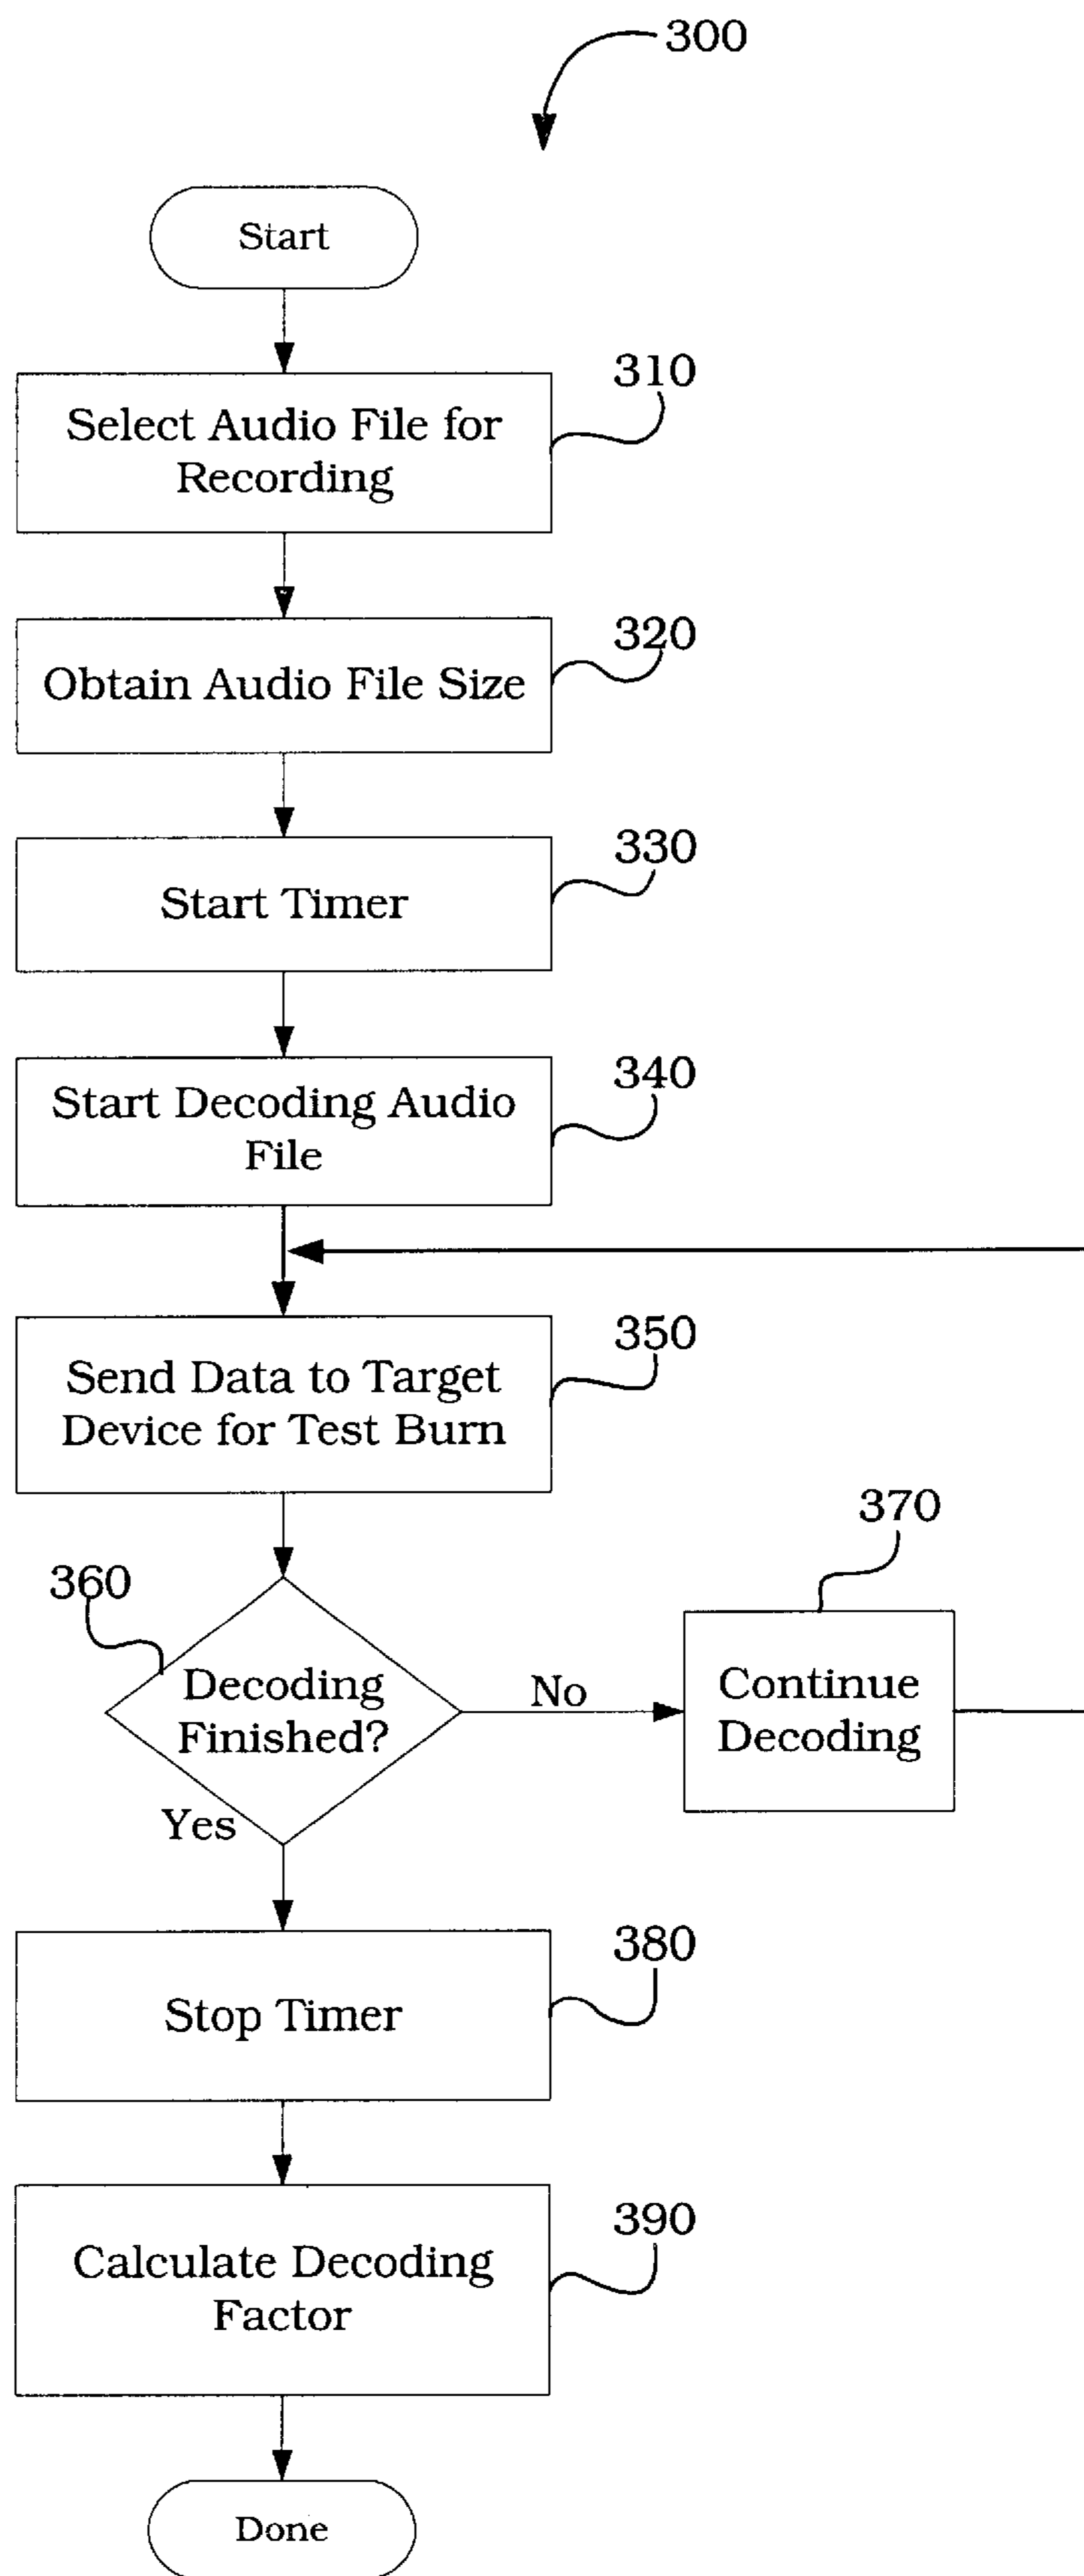 300
Start
310
Select Audio File for
Recording
320
Obtain Audio File Size
330
Start Timer
340
Start Decoding Audio
File
350
Send Data to Target
Device for Test Burn
370
360
Decoding
Finished?
No
Continue
Decoding
Yes
380
Stop Timer
390
Calculate Decoding
Factor
Done